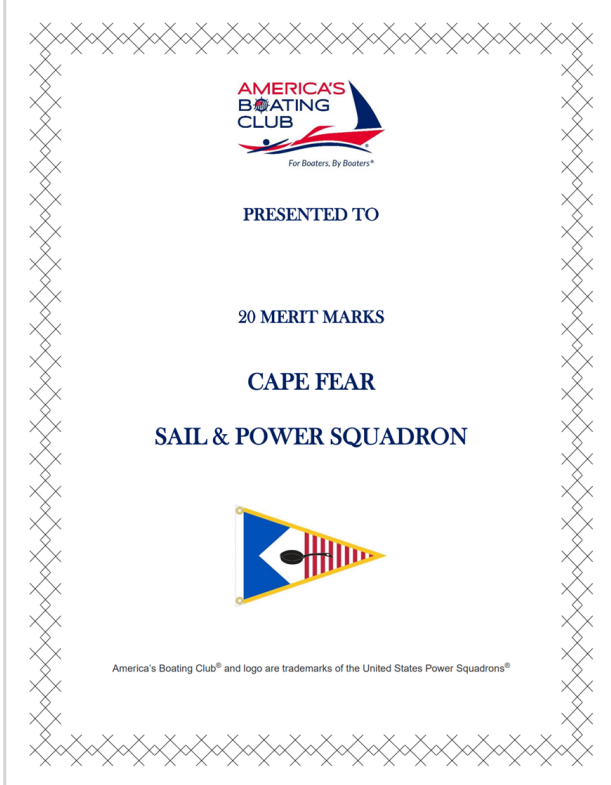 AMERICA'S
BOATING
CLUB
For Boaters, By Boaters®
PRESENTED TO
20 MERIT MARKS
CAPE FEAR
SAIL & POWER SQUADRON
America's Boating Club® and logo are trademarks of the United States Power Squadrons®